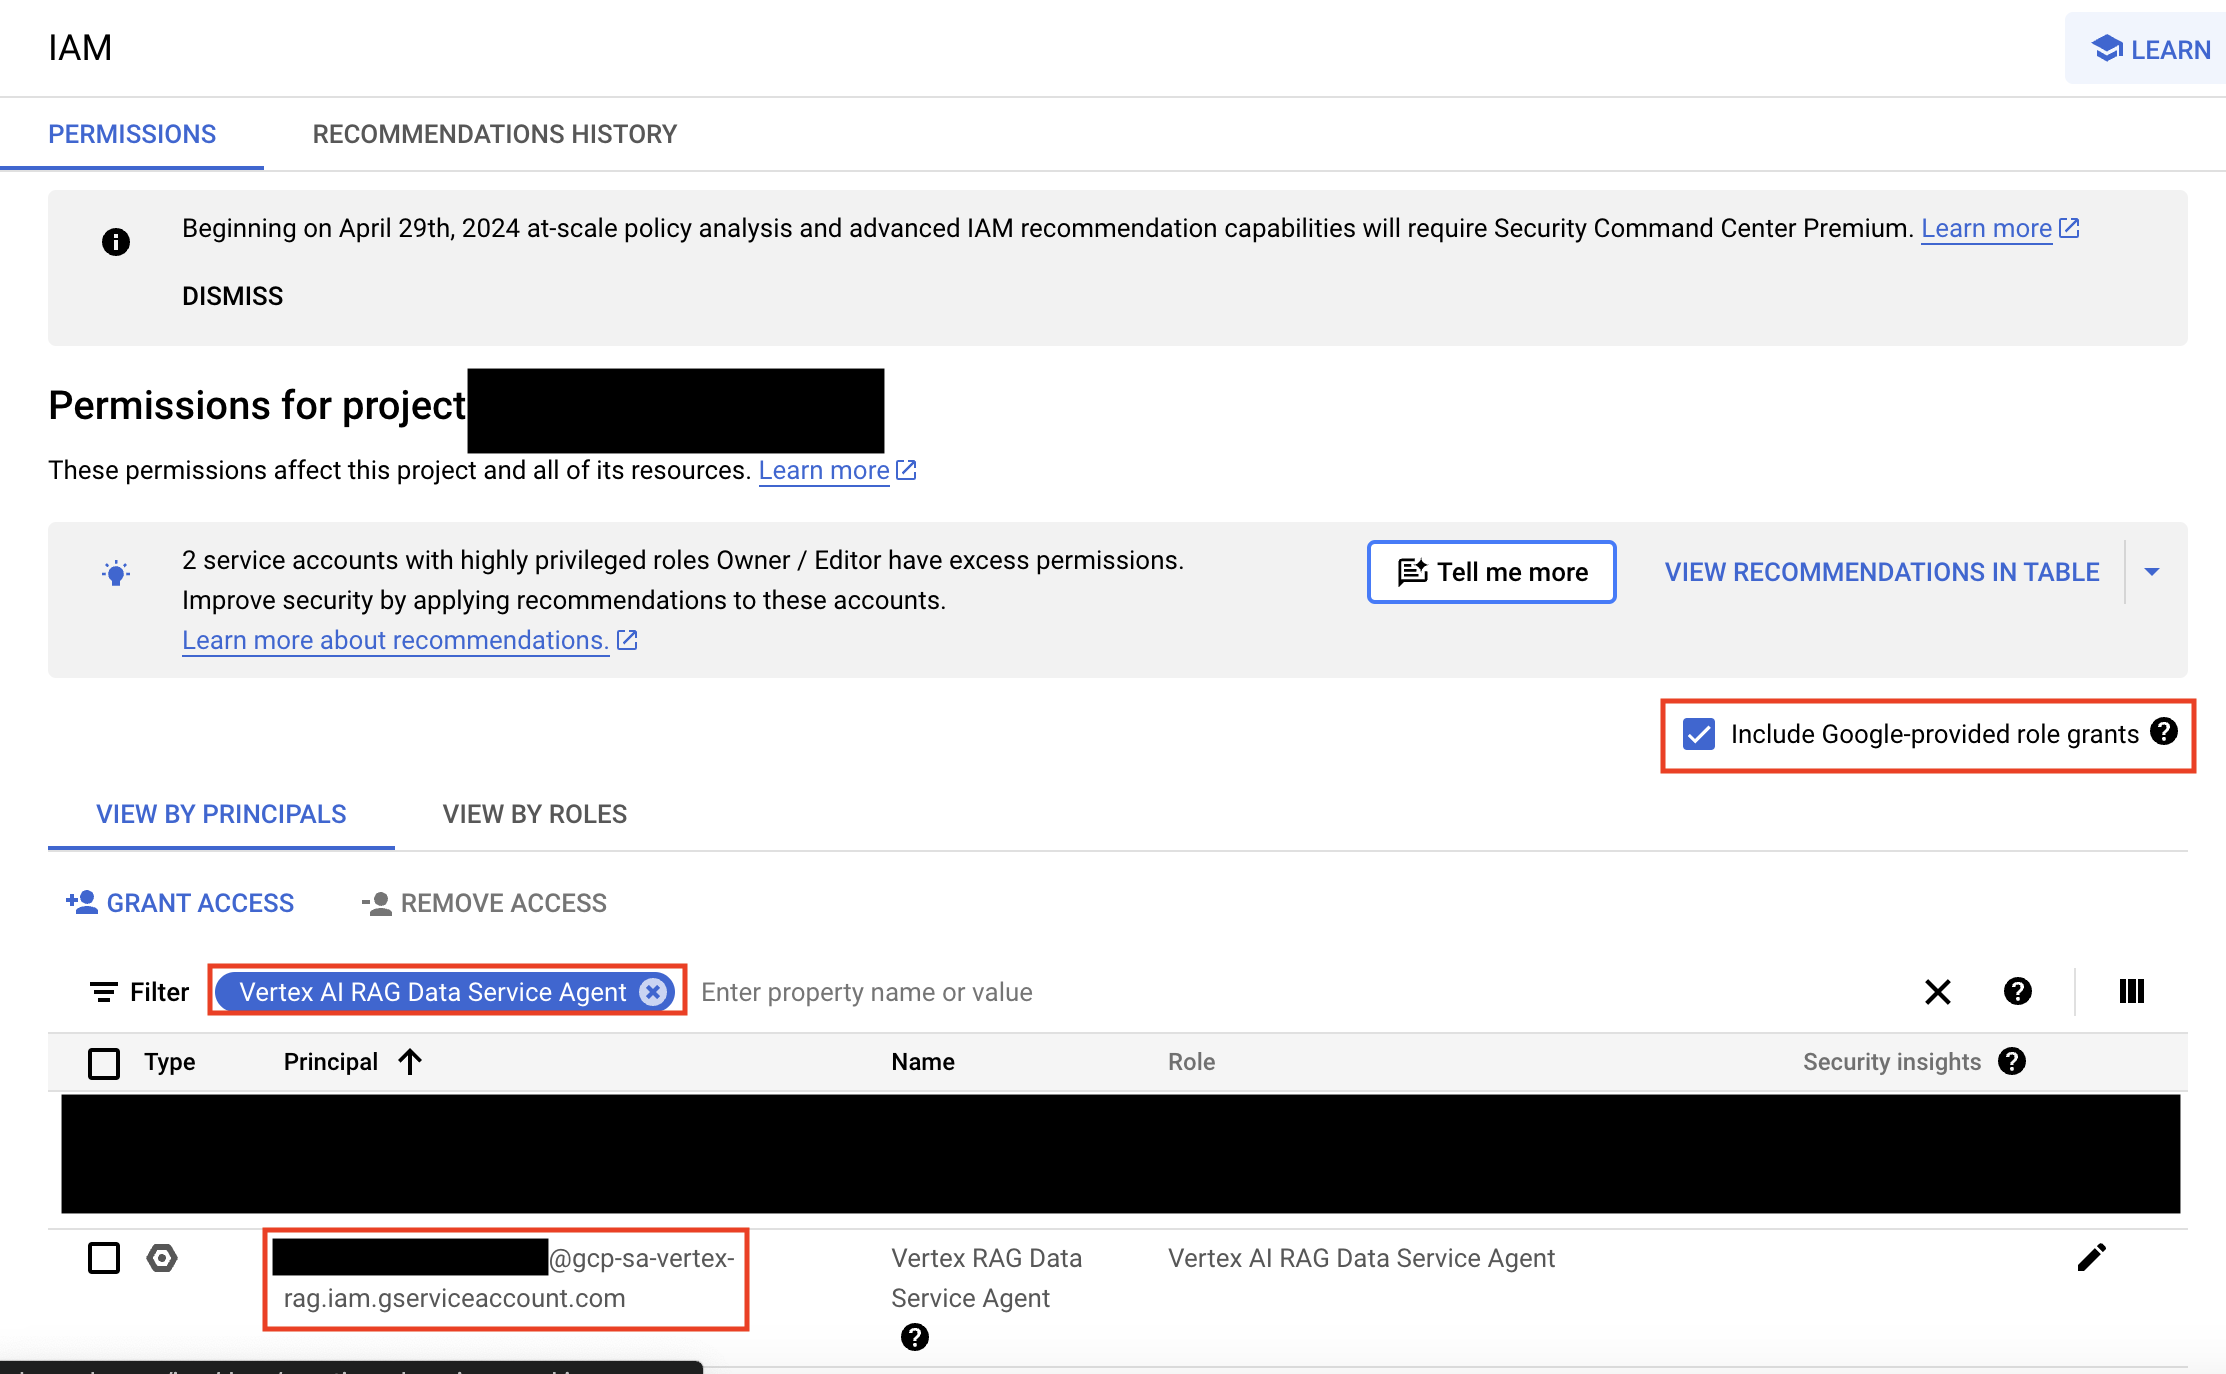 IAM
LEARN
PERMISSIONS
RECOMMENDATIONS HISTORY
Beginning on April 29th, 2024 at-scale policy analysis and advanced IAM recommendation capabilities will require Security Command Center Premium. Learn more
DISMISS
Permissions for project
These permissions affect this project and all of its resources. Learn more
2 service accounts with highly privileged roles Owner / Editor have excess permissions.
Improve security by applying recommendations to these accounts.
Learn more about recommendations.
Tell me more
VIEW RECOMMENDATIONS IN TABLE
Include Google-provided role grants
VIEW BY PRINCIPALS
VIEW BY ROLES
GRANT ACCESS
REMOVE ACCESS
Filter
Vertex AI RAG Data Service Agent
Enter property name or value
Type
Principal
Name
Role
Security insights
@gcp-sa-vertex-
rag.iam.gserviceaccount.com
Vertex RAG Data
Service Agent
Vertex AI RAG Data Service Agent